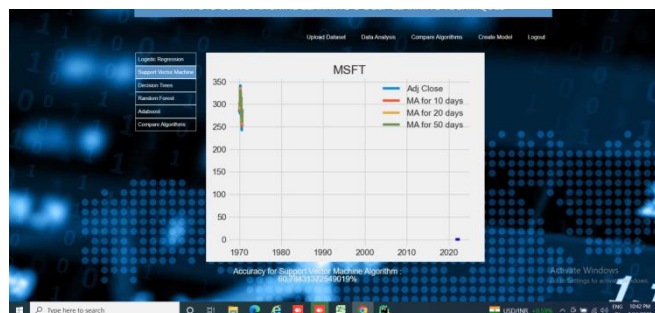 Upload Dataset Data Analysis Compare Algorithms Create Model Logout
Logistic Regression
Support Vector Machine
Decision Trees
Random Forest
Adaboost
Compare Algorithms
MSFT
Adj Close
MA for 10 days
MA for 20 days
MA for 50 days
350
300
250
200
150
100
50
0
1970 1980 1990 2000 2010 2020
Accuracy for Support Vector Machine Algorithm :
Activate Windows
Type here to search
USD/INR
ENG
10:42 PM